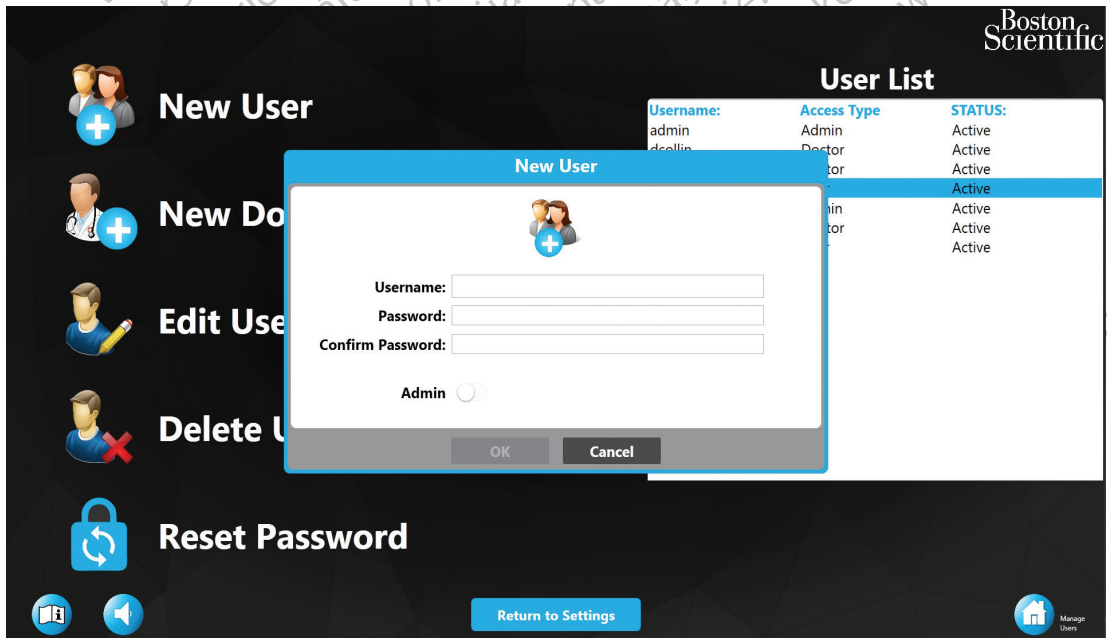 Boston
Scientific
New User
New Do
Edit Use
Delete U
Reset Password
User List
Username: Access Type STATUS:
admin Admin Active
dcollin Doctor Active
tor Active
Active
in Active
tor Active
Active
New User
Username:
Password:
Confirm Password:
Admin
OK Cancel
Return to Settings
Manage
Users